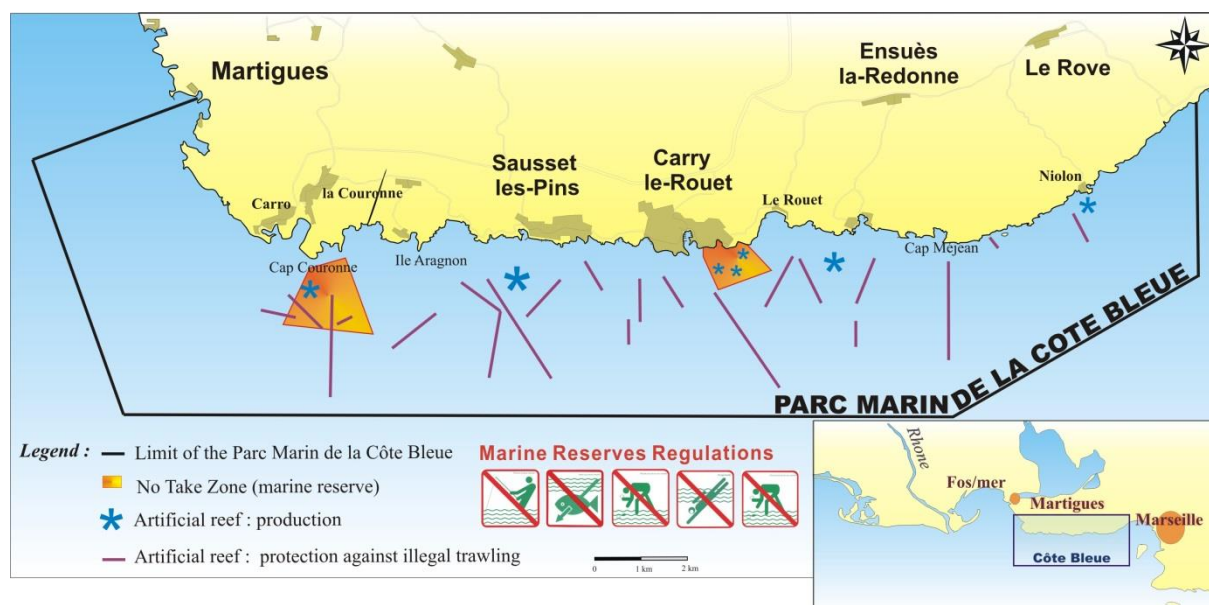 Martigues
Ensuès
la-Redonne
Le Rove
Sausset
les-Pins
Carry
le-Rouet
Niolon
la Couronne
Carro
Le Rouet
Cap Couronne
Ile Aragnon
Cap Méjean
PARC MARIN DE LA COTE BLEUE
Legend :
Limit of the Parc Marin de la Côte Bleue
No Take Zone (marine reserve)
Artificial reef : production
Artificial reef : protection against illegal trawling
Marine Reserves Regulations
0 1 km 2 km
Rhone
Fos/mer
Martigues
Marseille
Côte Bleue